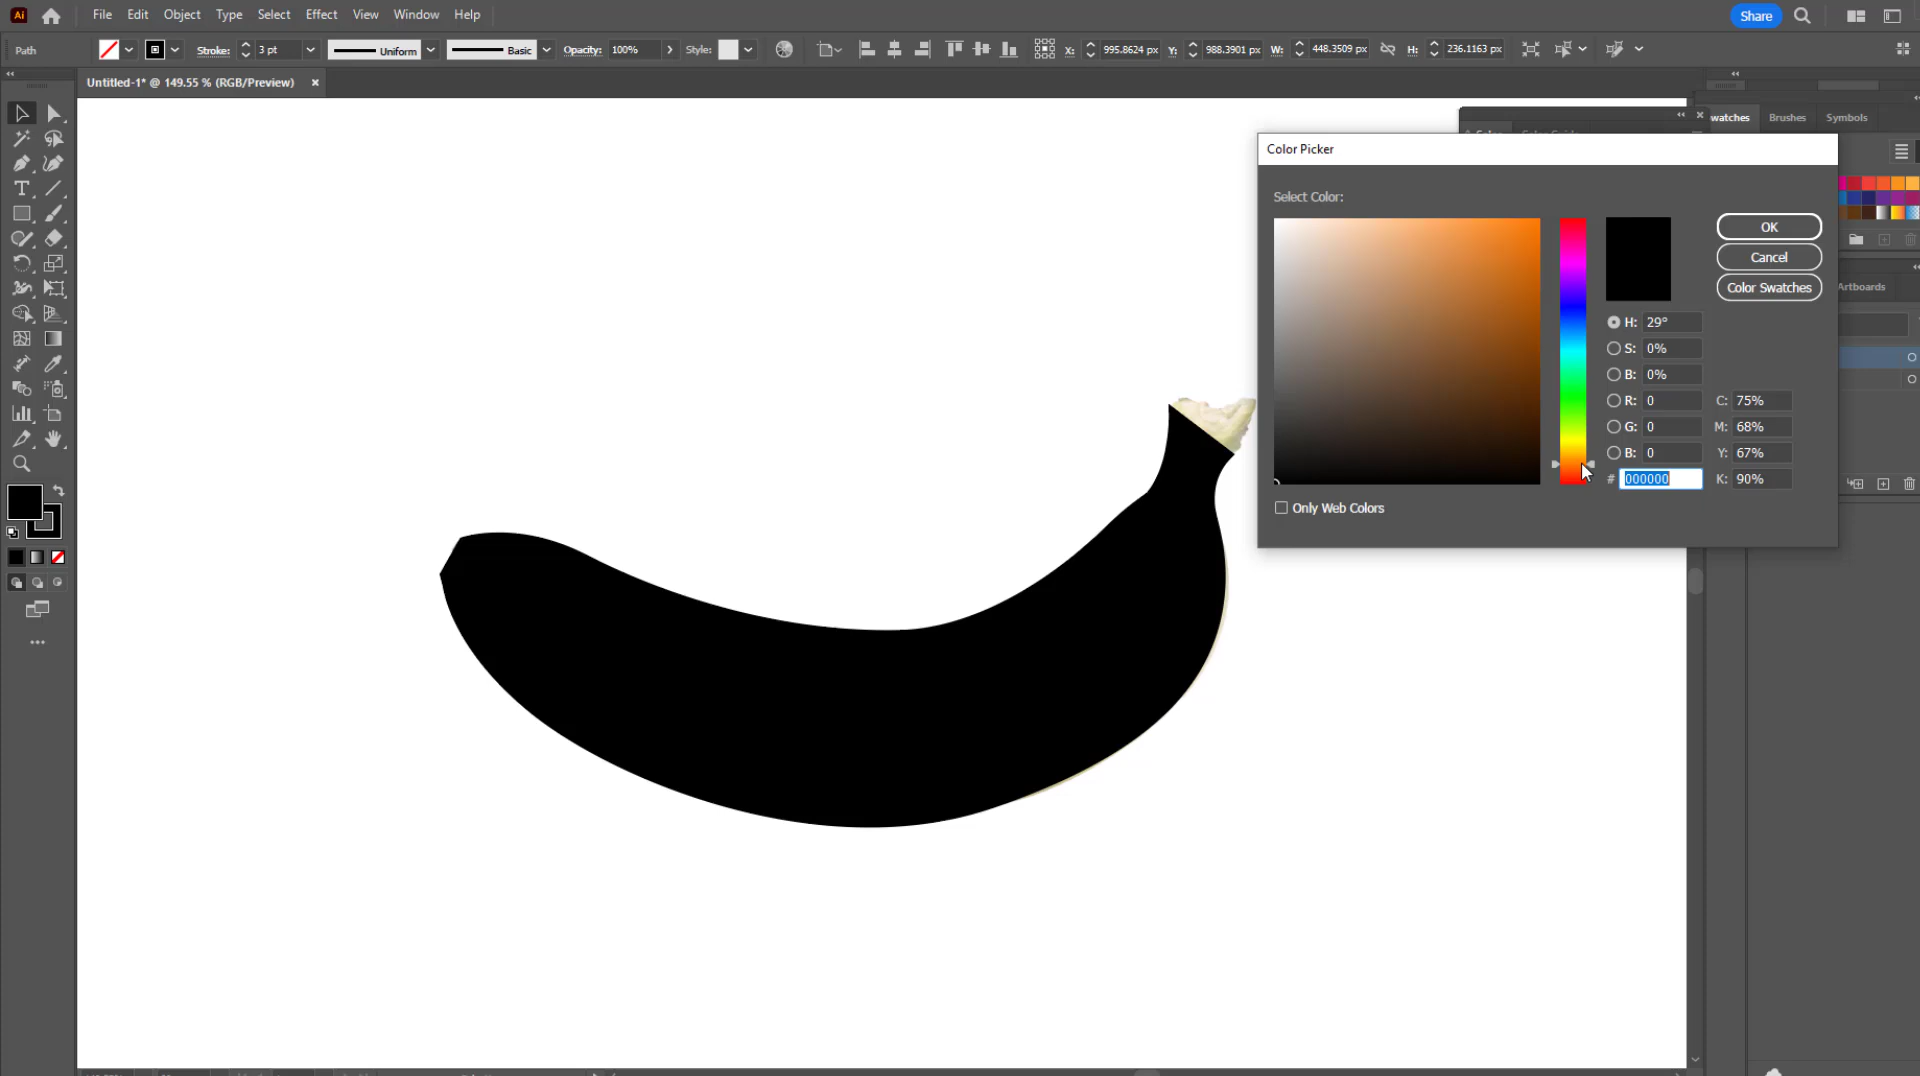 Ai File Edit Object Type Select Effect View Window Help Share
Path Stroke: 3 pt Uniform Basic Opacity: 100% Style: X: 995.8624 px Y: 988.3901 px W: 448.3509 px H: 236.1163 px
Untitled-1* @ 149.55 % (RGB/Preview)
watches Brushes Symbols
Color Picker
Select Color:
OK
Cancel
Color Swatches
Artboards
H: 29°
S: 0%
B: 0%
R: 0 C: 75%
G: 0 M: 68%
B: 0 Y: 67%
# 000000 K: 90%
Only Web Colors